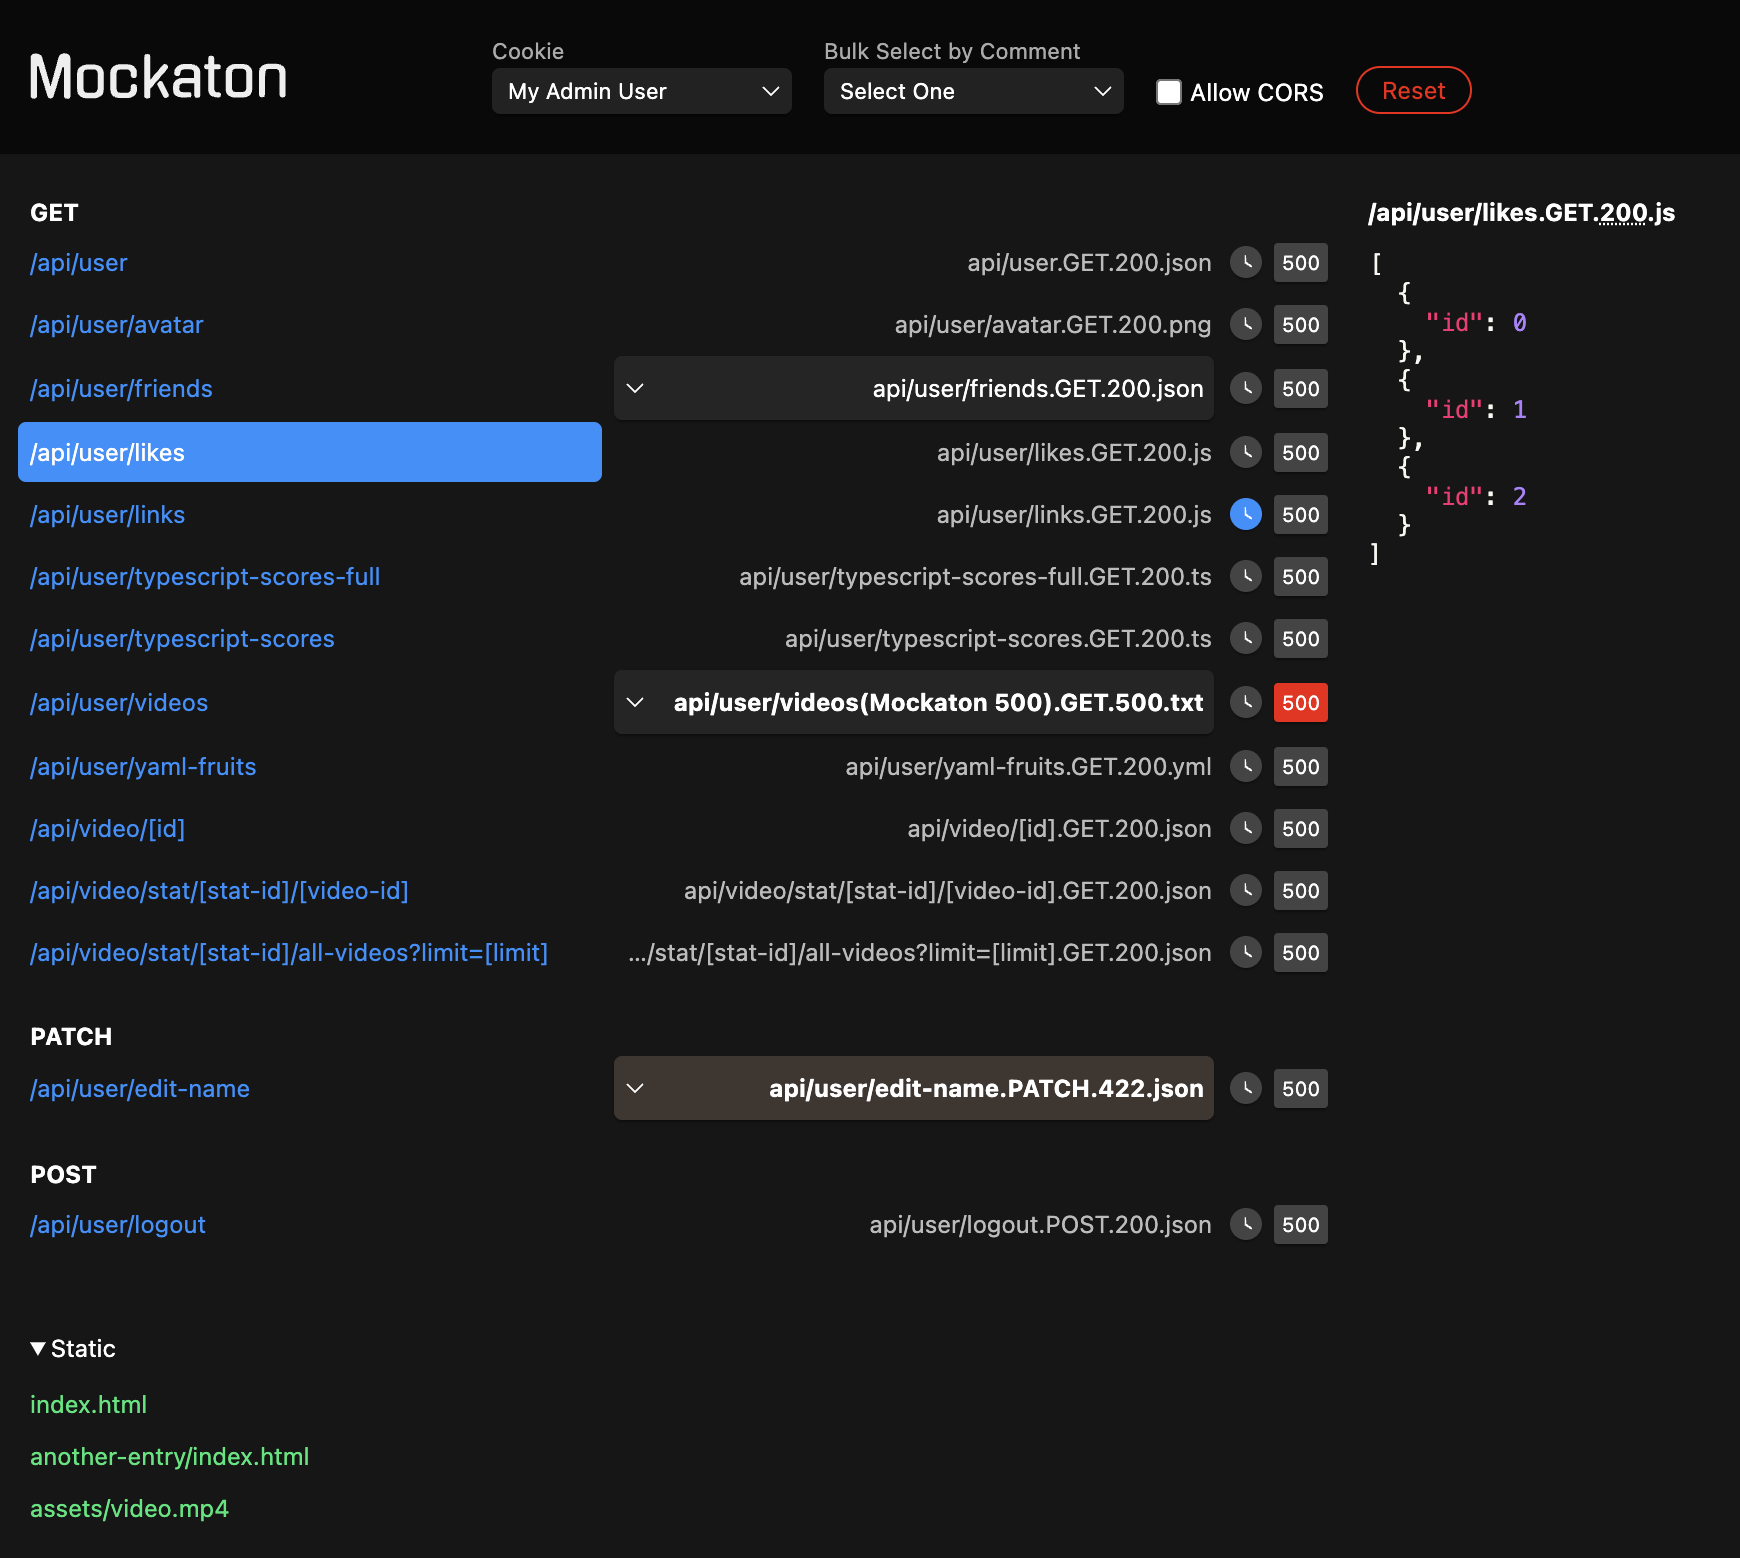 Mockaton
Cookie
My Admin User
Bulk Select by Comment
Select One
Allow CORS
Reset
GET
/api/user api/user.GET.200.json 500
/api/user/avatar api/user/avatar.GET.200.png 500
/api/user/friends api/user/friends.GET.200.json 500
/api/user/likes api/user/likes.GET.200.js 500
/api/user/links api/user/links.GET.200.js 500
/api/user/typescript-scores-full api/user/typescript-scores-full.GET.200.ts 500
/api/user/typescript-scores api/user/typescript-scores.GET.200.ts 500
/api/user/videos api/user/videos(Mockaton 500).GET.500.txt 500
/api/user/yaml-fruits api/user/yaml-fruits.GET.200.yml 500
/api/video/[id] api/video/[id].GET.200.json 500
/api/video/stat/[stat-id]/[video-id] api/video/stat/[stat-id]/[video-id].GET.200.json 500
/api/video/stat/[stat-id]/all-videos?limit=[limit] .../stat/[stat-id]/all-videos?limit=[limit].GET.200.json 500
PATCH
/api/user/edit-name api/user/edit-name.PATCH.422.json 500
POST
/api/user/logout api/user/logout.POST.200.json 500
Static
index.html
another-entry/index.html
assets/video.mp4
/api/user/likes.GET.200.js
[
  {
    "id": 0
  },
  {
    "id": 1
  },
  {
    "id": 2
  }
]